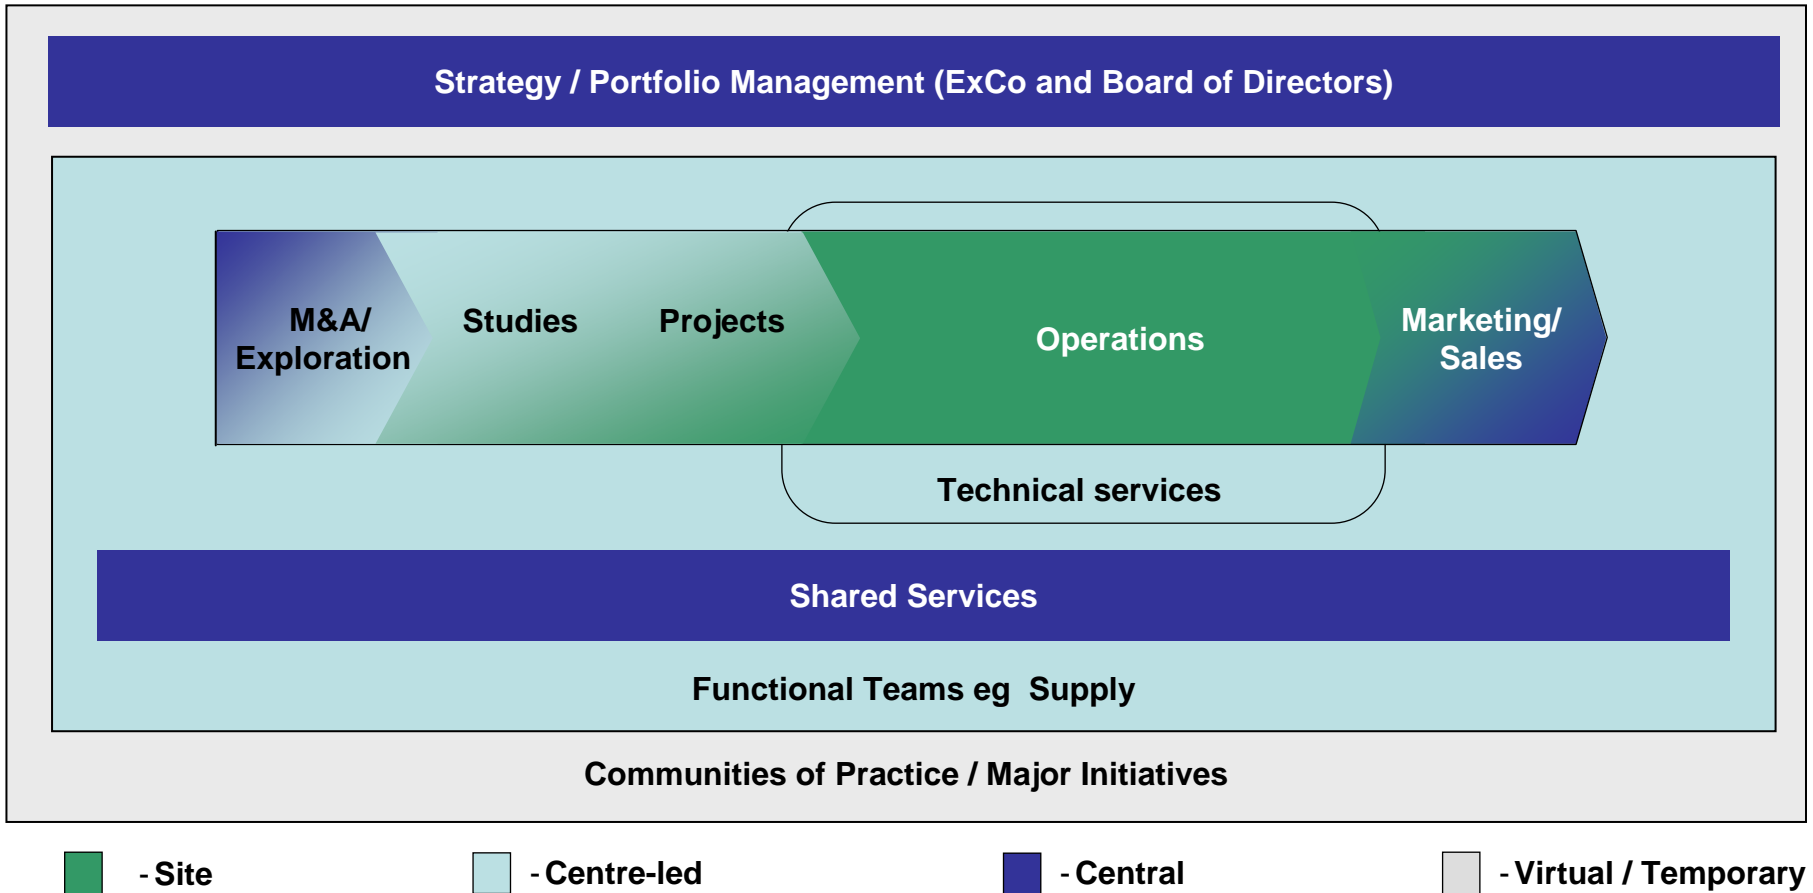 Strategy / Portfolio Management (ExCo and Board of Directors)
M&A/
Exploration
Studies
Projects
Operations
Marketing/
Sales
Technical services
Shared Services
Functional Teams eg  Supply
Communities of Practice / Major Initiatives
- Site
- Centre-led
- Central
- Virtual / Temporary